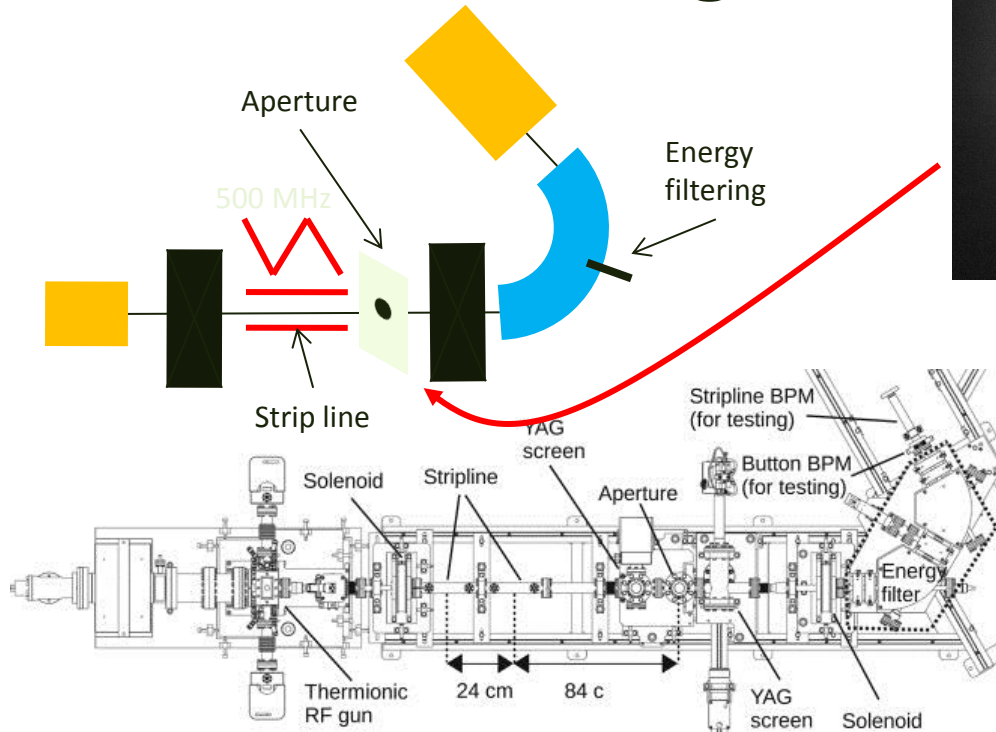 Aperture
Energy
filtering
500 MHz
Strip line
Stripline BPM
(for testing)
YAG
screen
Button BPM
(for testing)
Solenoid
Stripline
Aperture
Energy
filter
24 cm
84 c
Thermionic
RF gun
YAG
screen
Solenoid